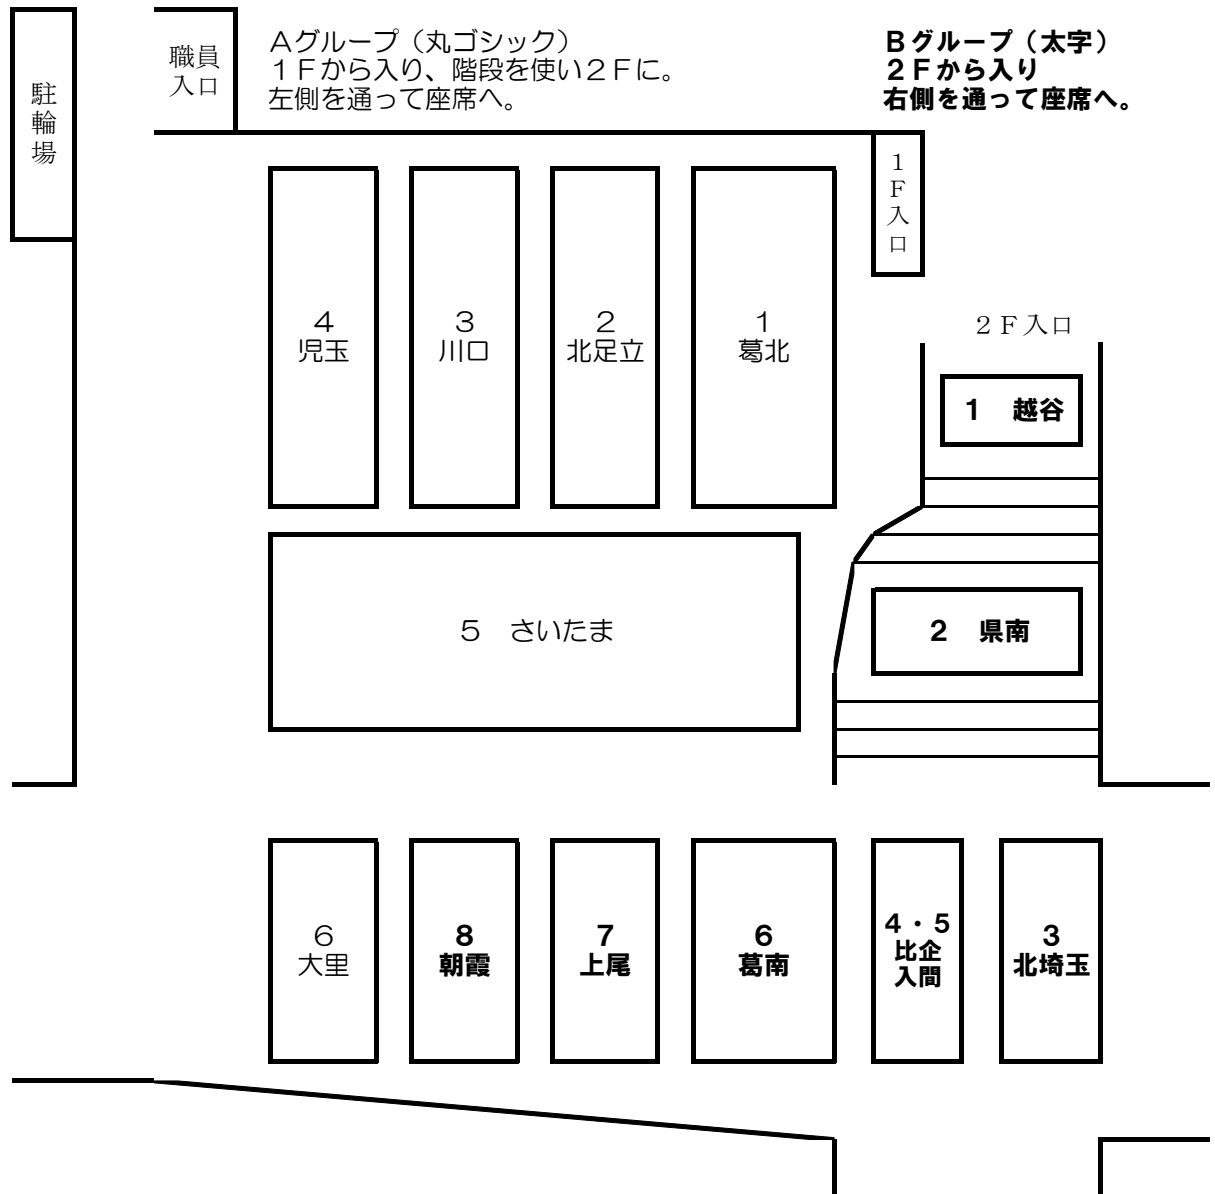 職員
入口
Ａグループ（丸ゴシック）
１Ｆから入り、階段を使い２Ｆに。
左側を通って座席へ。
Ｂグループ（太字）
２Ｆから入り
右側を通って座席へ。
駐輪場
１Ｆ入口
４
児玉
３
川口
２
北足立
１
葛北
２Ｆ入口
１　越谷
５　さいたま
２　県南
６
大里
８
朝霞
７
上尾
６
葛南
４・５
比企
入間
３
北埼玉